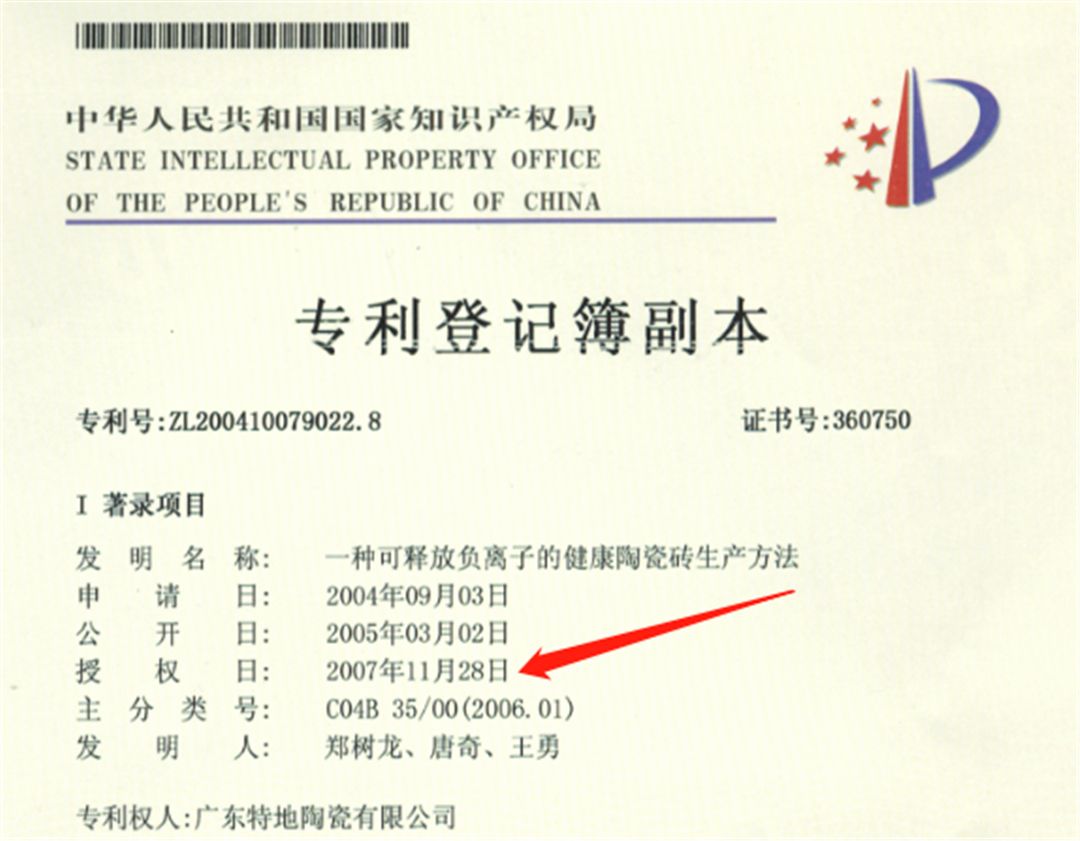 中华人民共和国国家知识产权局
STATE INTELLECTUAL PROPERTY OFFICE
OF THE PEOPLE'S REPUBLIC OF CHINA
专利登记簿副本
专利号:ZL200410079022.8 证书号:360750
I 著录项目
发明名称: 一种可释放负离子的健康陶瓷砖生产方法
申请日: 2004年09月03日
公开日: 2005年03月02日
授权日: 2007年11月28日
主分类号: C04B 35/00(2006.01)
发明人: 郑树龙、唐奇、王勇
专利权人:广东特地陶瓷有限公司